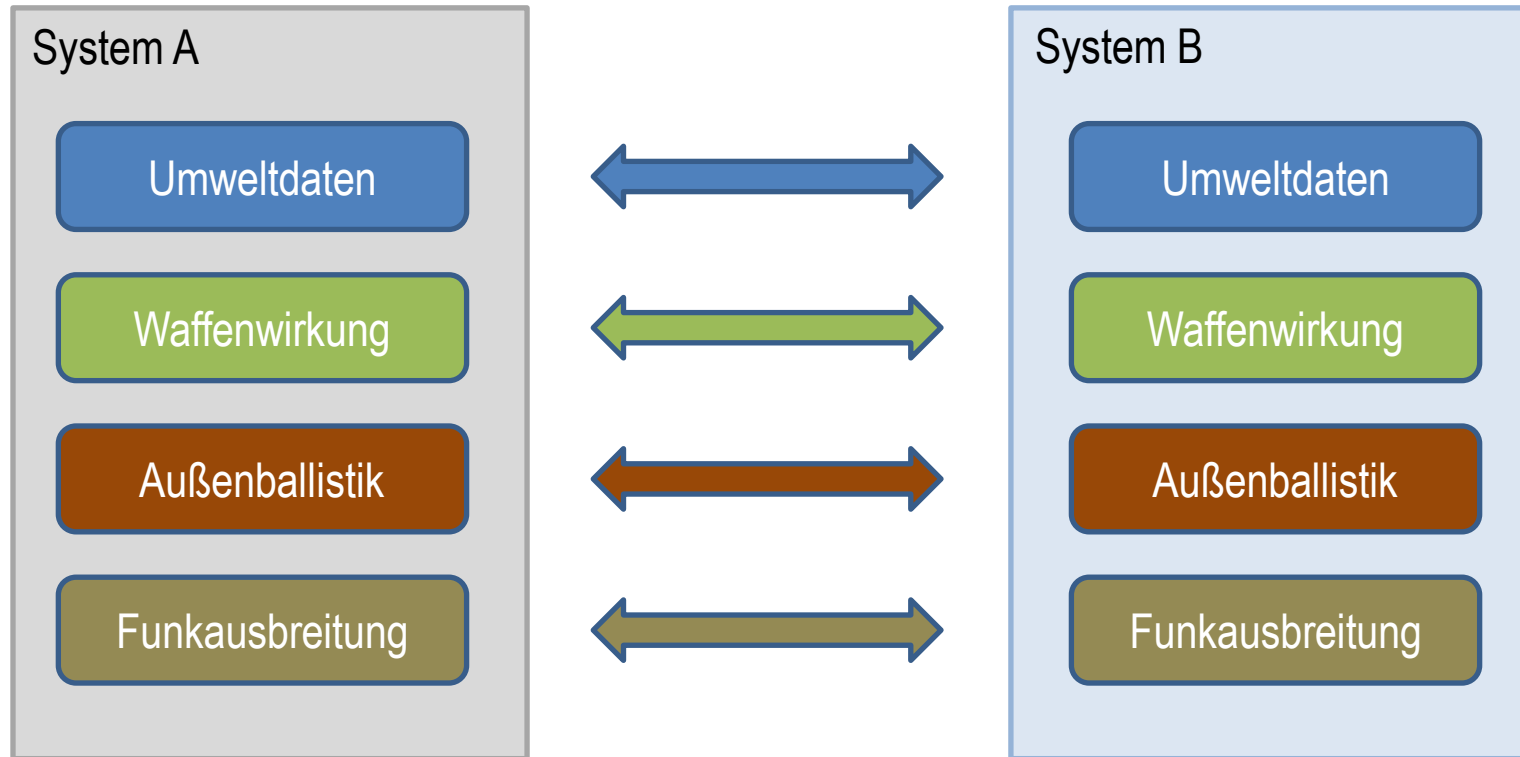 System A
Umweltdaten
Waffenwirkung
Außenballistik
Funkausbreitung
System B
Umweltdaten
Waffenwirkung
Außenballistik
Funkausbreitung